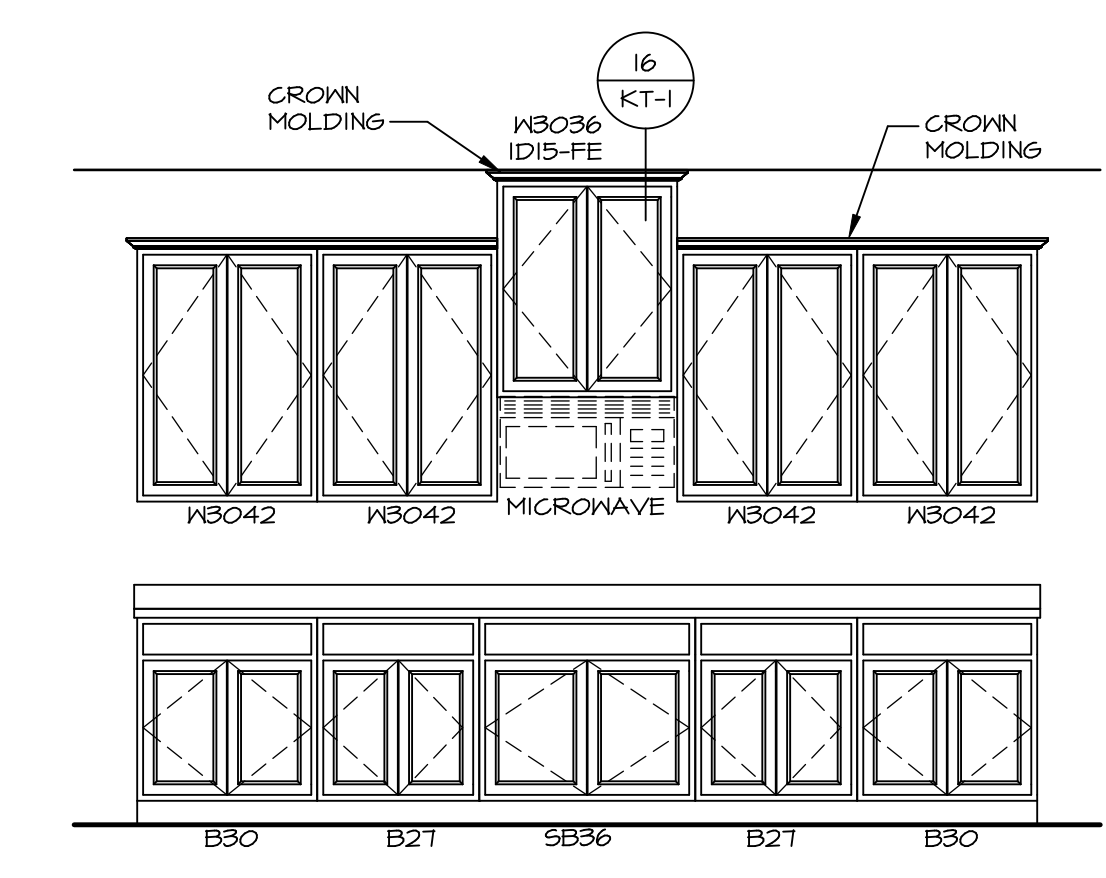 16
KT-1
CROWN
MOLDING
W3036
1D15-FE
CROWN
MOLDING
W3042
W3042
MICROWAVE
W3042
W3042
B30
B27
SB36
B27
B30